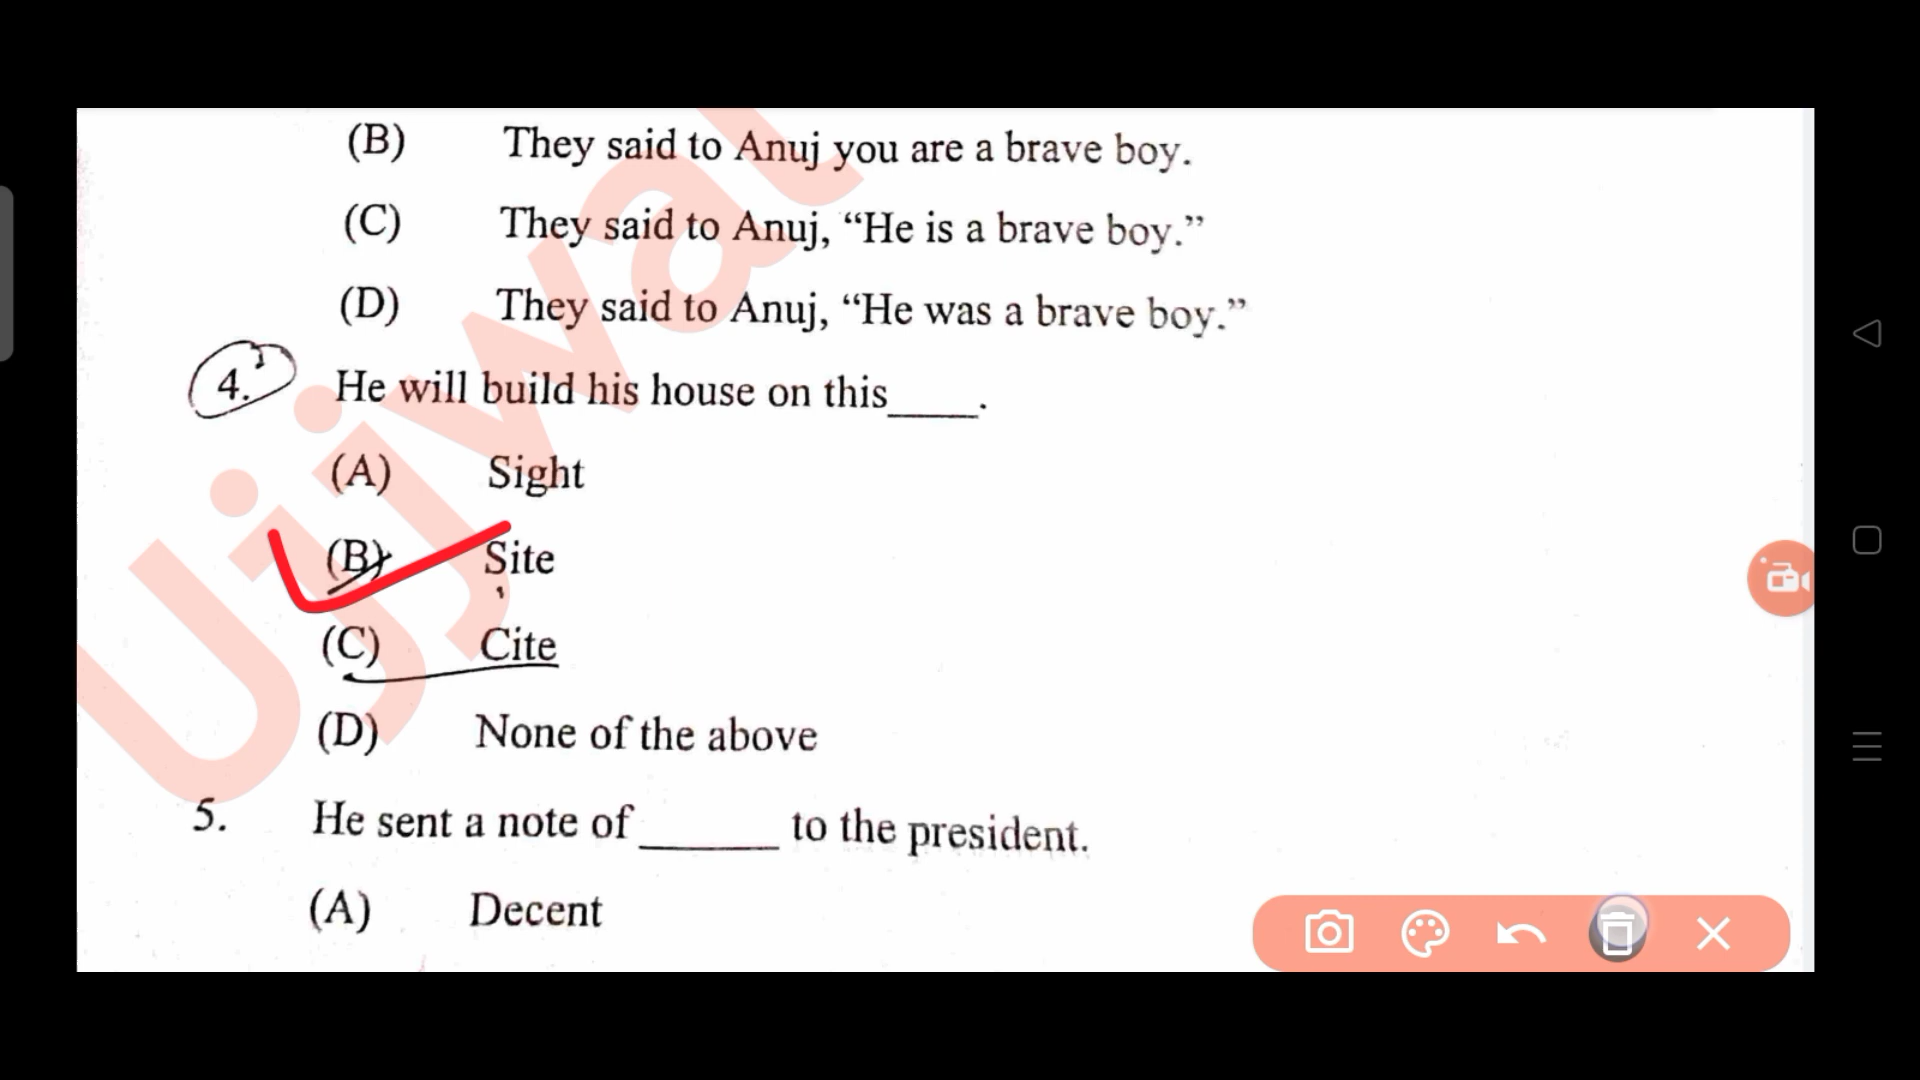 (B) They said to Anuj you are a brave boy.
(C) They said to Anuj, “He is a brave boy.”
(D) They said to Anuj, “He was a brave boy.”
4. He will build his house on this____.
(A) Sight
(B) Site
(C) Cite
(D) None of the above
5. He sent a note of ______ to the president.
(A) Decent
Ujjwal